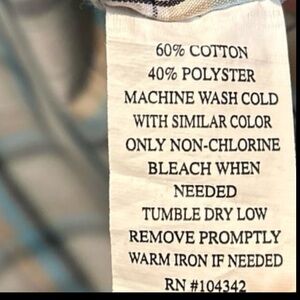 60% COTTON
40% POLYSTER
MACHINE WASH COLD
WITH SIMILAR COLOR
ONLY NON-CHLORINE
BLEACH WHEN
NEEDED
TUMBLE DRY LOW
REMOVE PROMPTLY
WARM IRON IF NEEDED
RN #104342